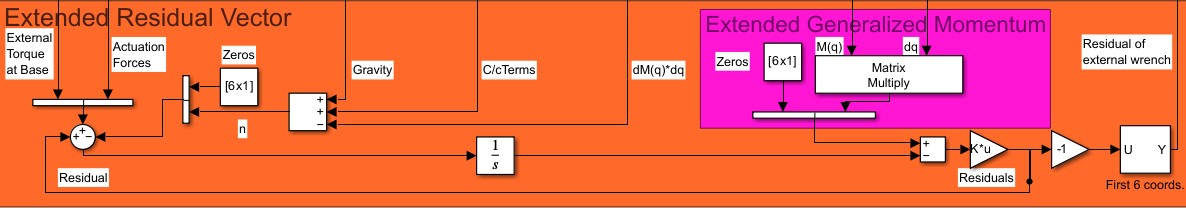 Extended Residual Vector
External
Torque
at Base
Actuation
Forces
Zeros
[6x1]
n
+
+
−
Gravity
C/cTerms
dM(q)*dq
Extended Generalized Momentum
Zeros
[6x1]
M(q)
dq
Matrix
Multiply
Residual of
external wrench
+
+ −
Residual
1
s
+
−
K*u
Residuals
-1
U Y
First 6 coords.